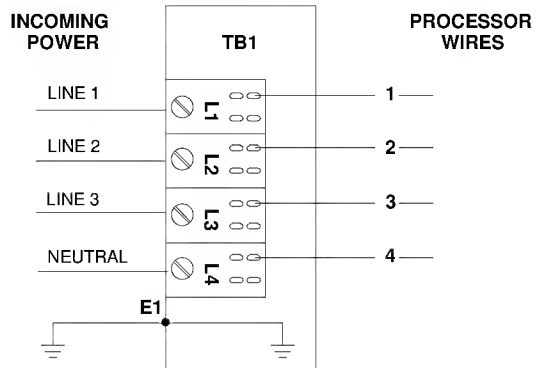 INCOMING
POWER
TB1
PROCESSOR
WIRES
LINE 1
L1
1
LINE 2
L2
2
LINE 3
L3
3
NEUTRAL
L4
4
E1